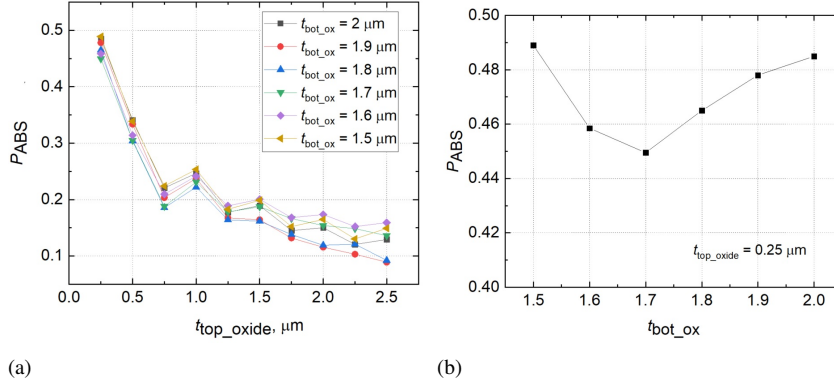 (a)
P_ABS
0.5
0.4
0.3
0.2
0.1
0.0 0.5 1.0 1.5 2.0 2.5
t_top_oxide, μm
t_bot_ox = 2 μm
t_bot_ox = 1.9 μm
t_bot_ox = 1.8 μm
t_bot_ox = 1.7 μm
t_bot_ox = 1.6 μm
t_bot_ox = 1.5 μm
(b)
P_ABS
0.50
0.48
0.46
0.44
0.42
0.40
t_top_oxide = 0.25 μm
1.5 1.6 1.7 1.8 1.9 2.0
t_bot_ox